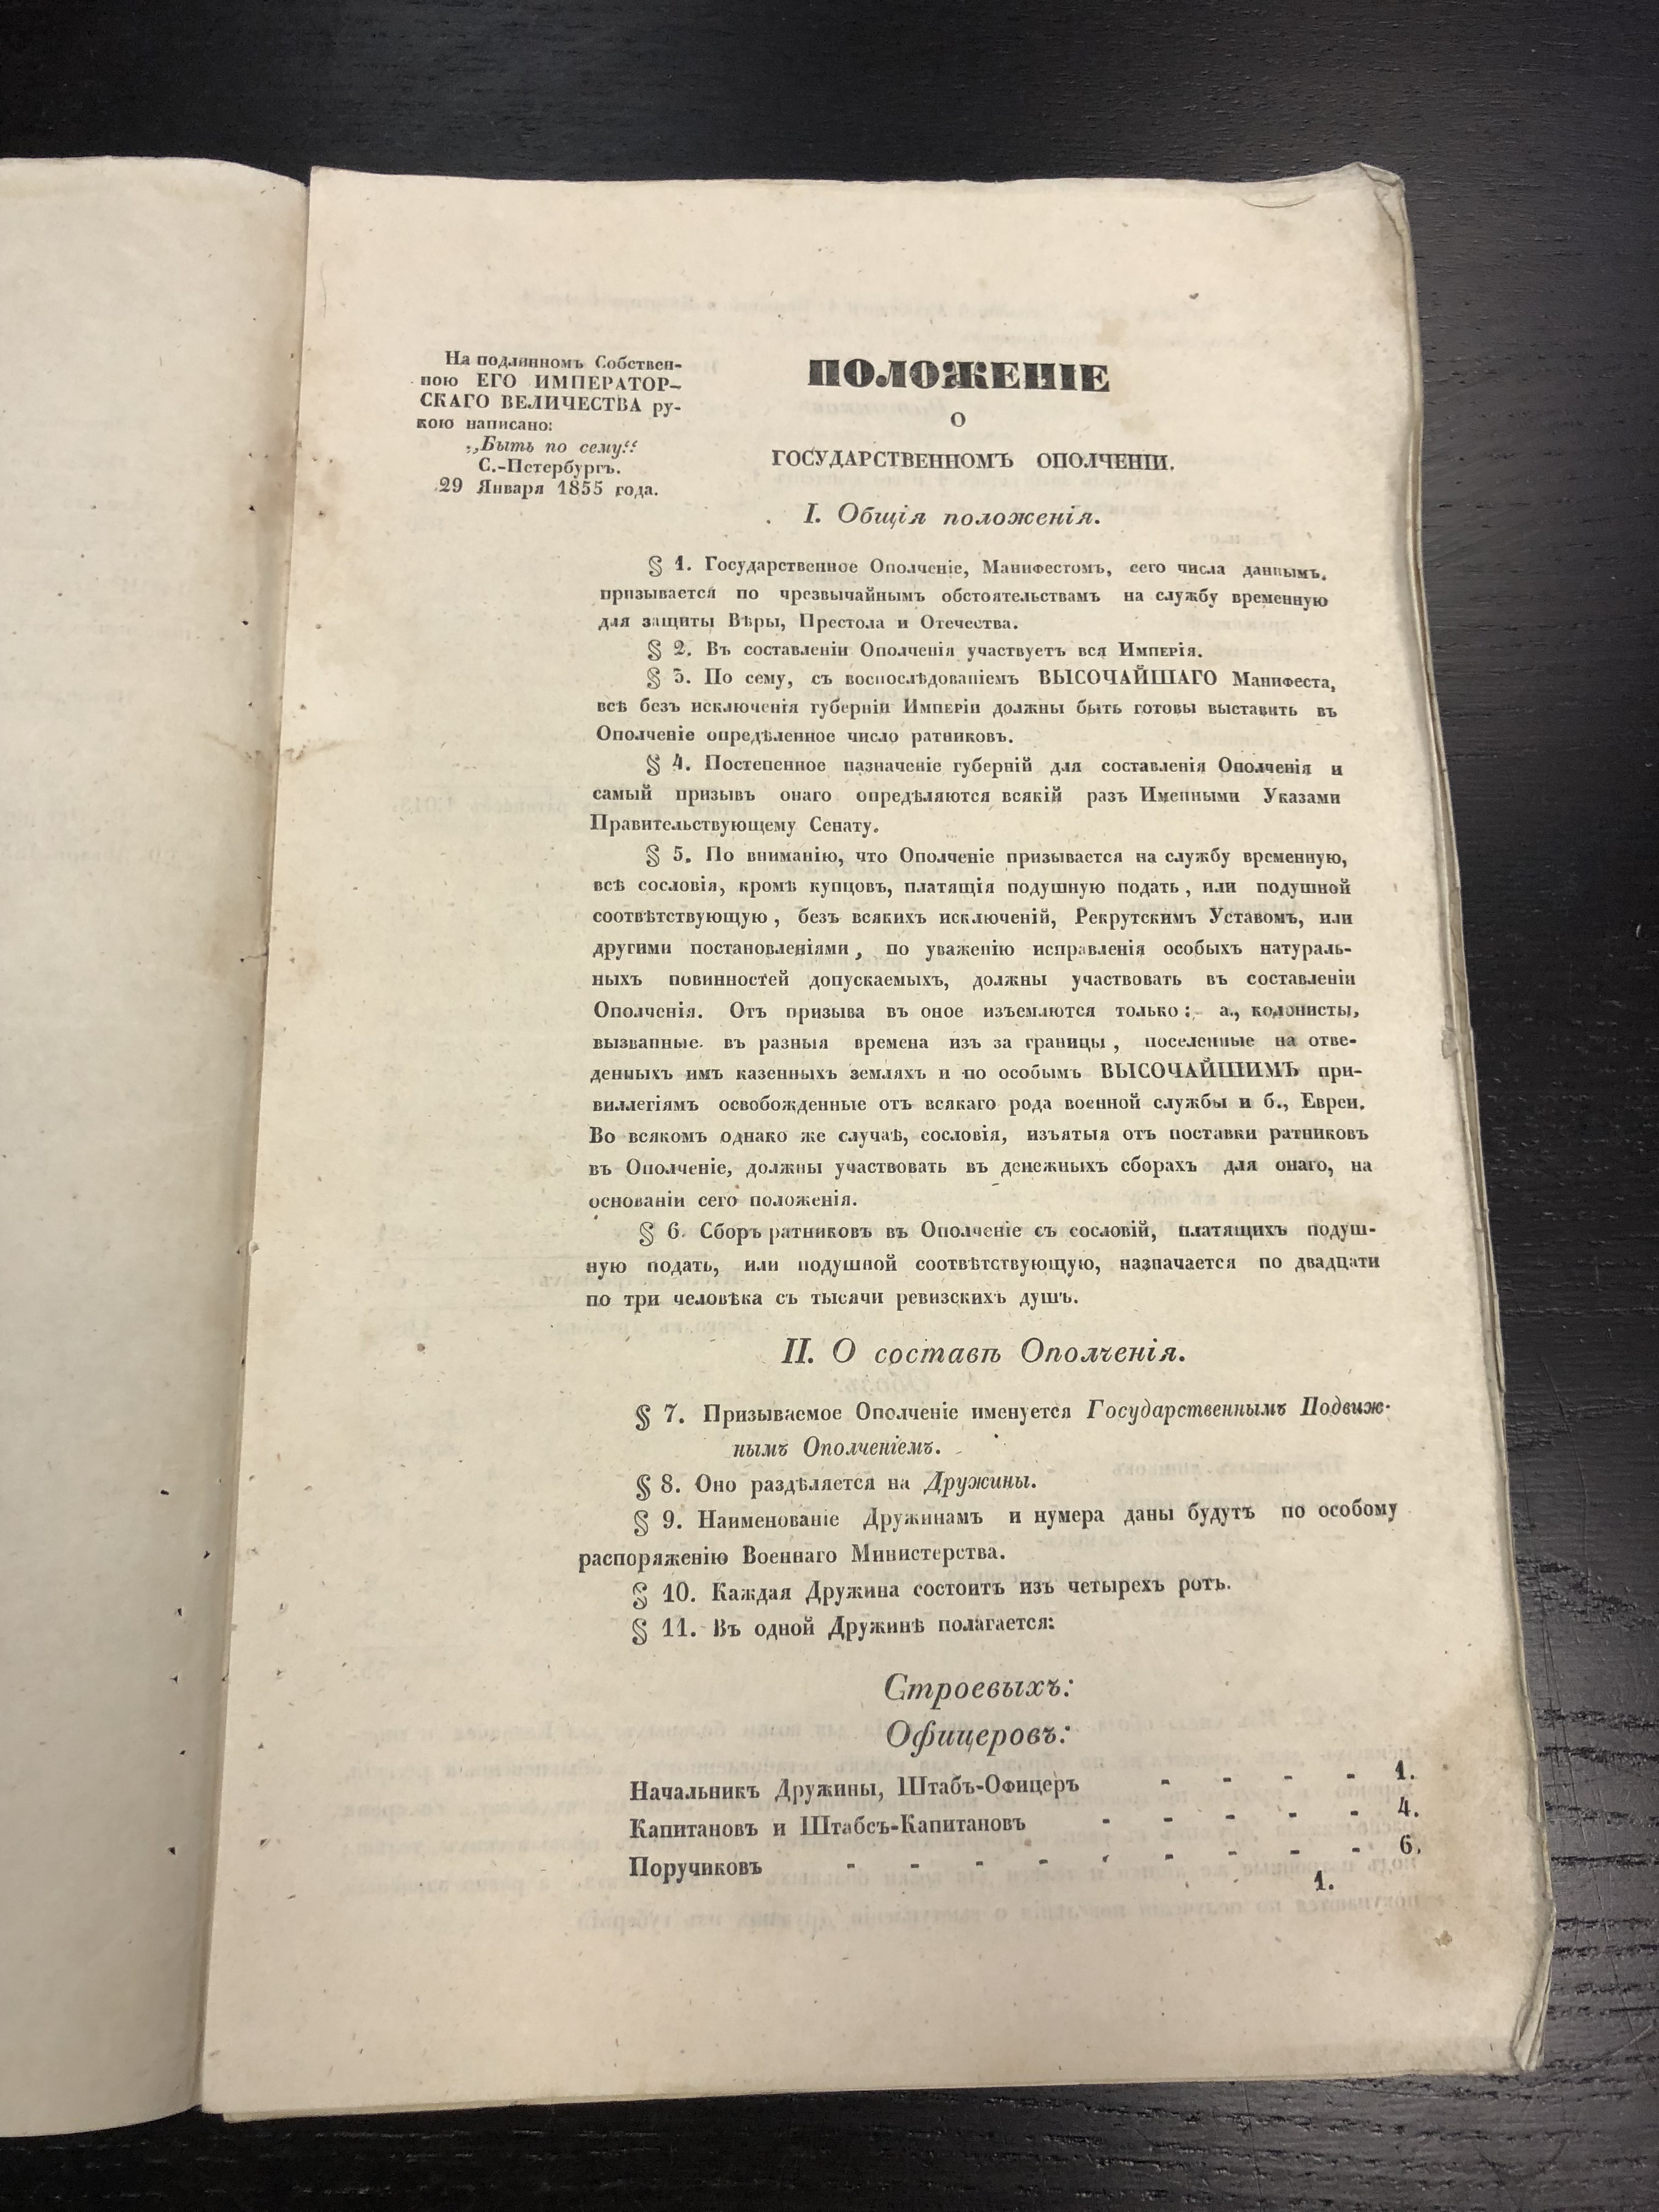 На подлинномъ Собствен-
ною ЕГО ИМПЕРАТОР-
СКАГО ВЕЛИЧЕСТВА ру-
кою написано:
„Быть по сему“
С.-Петербургъ.
29 Января 1855 года.
ПОЛОЖЕНІЕ
О
ГОСУДАРСТВЕННОМЪ ОПОЛЧЕНІИ.
I. Общія положенія.
§ 1. Государственное Ополченіе, Манифестомъ, сего числа даннымъ,
призывается по чрезвычайнымъ обстоятельствамъ на службу временную
для защиты Вѣры, Престола и Отечества.
§ 2. Въ составленіи Ополченія участвуетъ вся Имперія.
§ 3. По сему, съ воспослѣдованіемъ ВЫСОЧАЙШАГО Манифеста,
всѣ безъ исключенія губерніи Имперіи должны быть готовы выставить въ
Ополченіе опредѣленное число ратниковъ.
§ 4. Постепенное назначеніе губерній для составленія Ополченія и
самый призывъ онаго опредѣляются всякій разъ Именными Указами
Правительствующему Сенату.
§ 5. По вниманію, что Ополченіе призывается на службу временную,
всѣ сословія, кромѣ купцовъ, платящія подушную подать, или подушной
соотвѣтствующую, безъ всякихъ исключеній, Рекрутскимъ Уставомъ, или
другими постановленіями, по уваженію исправленія особыхъ натураль-
ныхъ повинностей допускаемыхъ, должны участвовать въ составленіи
Ополченія. Отъ призыва въ оное изъемлются только: а., колонисты,
вызванные въ разныя времена изъ за границы, поселенные на отве-
денныхъ имъ казенныхъ земляхъ и по особымъ ВЫСОЧАЙШИМЪ при-
виллегіямъ освобожденные отъ всякаго рода военной службы и б., Евреи.
Во всякомъ однако же случаѣ, сословія, изъятыя отъ поставки ратниковъ
въ Ополченіе, должны участвовать въ денежныхъ сборахъ для онаго, на
основаніи сего положенія.
§ 6. Сборъ ратниковъ въ Ополченіе съ сословій, платящихъ подуш-
ную подать, или подушной соотвѣтствующую, назначается по двадцати
по три человѣка съ тысячи ревизскихъ душъ.
II. О составѣ Ополченія.
§ 7. Призываемое Ополченіе именуется Государственнымъ Подвиж-
нымъ Ополченіемъ.
§ 8. Оно раздѣляется на Дружины.
§ 9. Наименованіе Дружинамъ и нумера даны будутъ по особому
распоряженію Военнаго Министерства.
§ 10. Каждая Дружина состоитъ изъ четырехъ ротъ.
§ 11. Въ одной Дружинѣ полагается:
Строевыхъ:
Офицеровъ:
Начальникъ Дружины, Штабъ-Офицеръ - - - - 1.
Капитановъ и Штабсъ-Капитановъ - - - - - 4.
Поручиковъ - - - - - - - - - 6.
1.